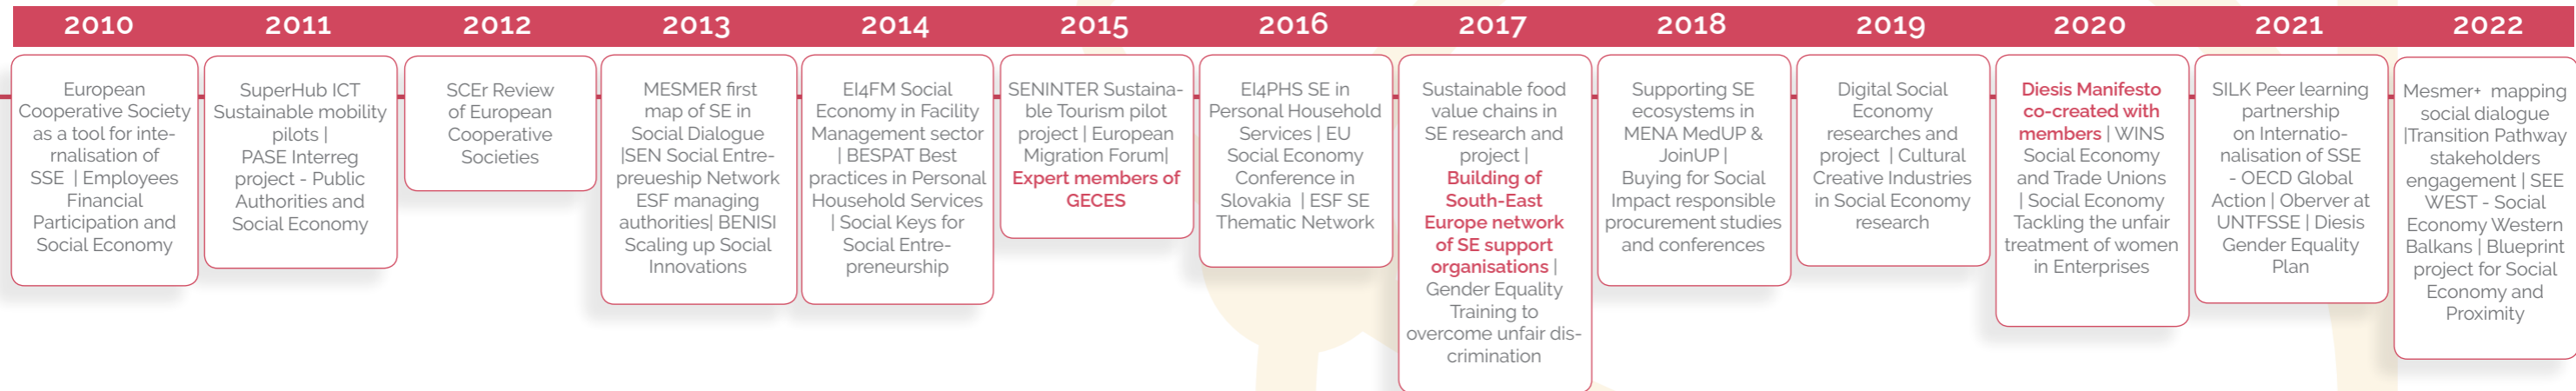 2010
2011
2012
2013
2014
2015
2016
2017
2018
2019
2020
2021
2022
European
Cooperative Society
as a tool for inte-
rnalisation of
SSE | Employees
Financial
Participation and
Social Economy
SuperHub ICT
Sustainable mobility
pilots |
PASE Interreg
project - Public
Authorities and
Social Economy
SCEr Review
of European
Cooperative
Societies
MESMER first
map of SE in
Social Dialogue
|SEN Social Entre-
preueship Network
ESF managing
authorities| BENISI
Scaling up Social
Innovations
EI4FM Social
Economy in Facility
Management sector
| BESPAT Best
practices in Personal
Household Services
| Social Keys for
Social Entre-
preneurship
SENINTER Sustaina-
ble Tourism pilot
project | European
Migration Forum|
Expert members of
GECES
EI4PHS SE in
Personal Household
Services | EU
Social Economy
Conference in
Slovakia | ESF SE
Thematic Network
Sustainable food
value chains in
SE research and
project |
Building of
South-East
Europe network
of SE support
organisations |
Gender Equality
Training to
overcome unfair dis-
crimination
Supporting SE
ecosystems in
MENA MedUP &
JoinUP |
Buying for Social
Impact responsible
procurement studies
and conferences
Digital Social
Economy
researches and
project | Cultural
Creative Industries
in Social Economy
research
Diesis Manifesto
co-created with
members | WINS
Social Economy
and Trade Unions
| Social Economy
Tackling the unfair
treatment of women
in Enterprises
SILK Peer learning
partnership
on Internatio-
nalisation of SSE
- OECD Global
Action | Oberver at
UNTFSSE | Diesis
Gender Equality
Plan
Mesmer+ mapping
social dialogue
|Transition Pathway
stakeholders
engagement | SEE
WEST - Social
Economy Western
Balkans | Blueprint
project for Social
Economy and
Proximity